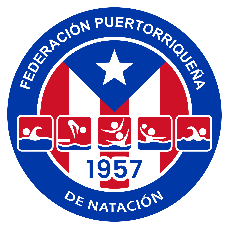 FEDERACIÓN PUERTORRIQUEÑA
1957
DE NATACIÓN